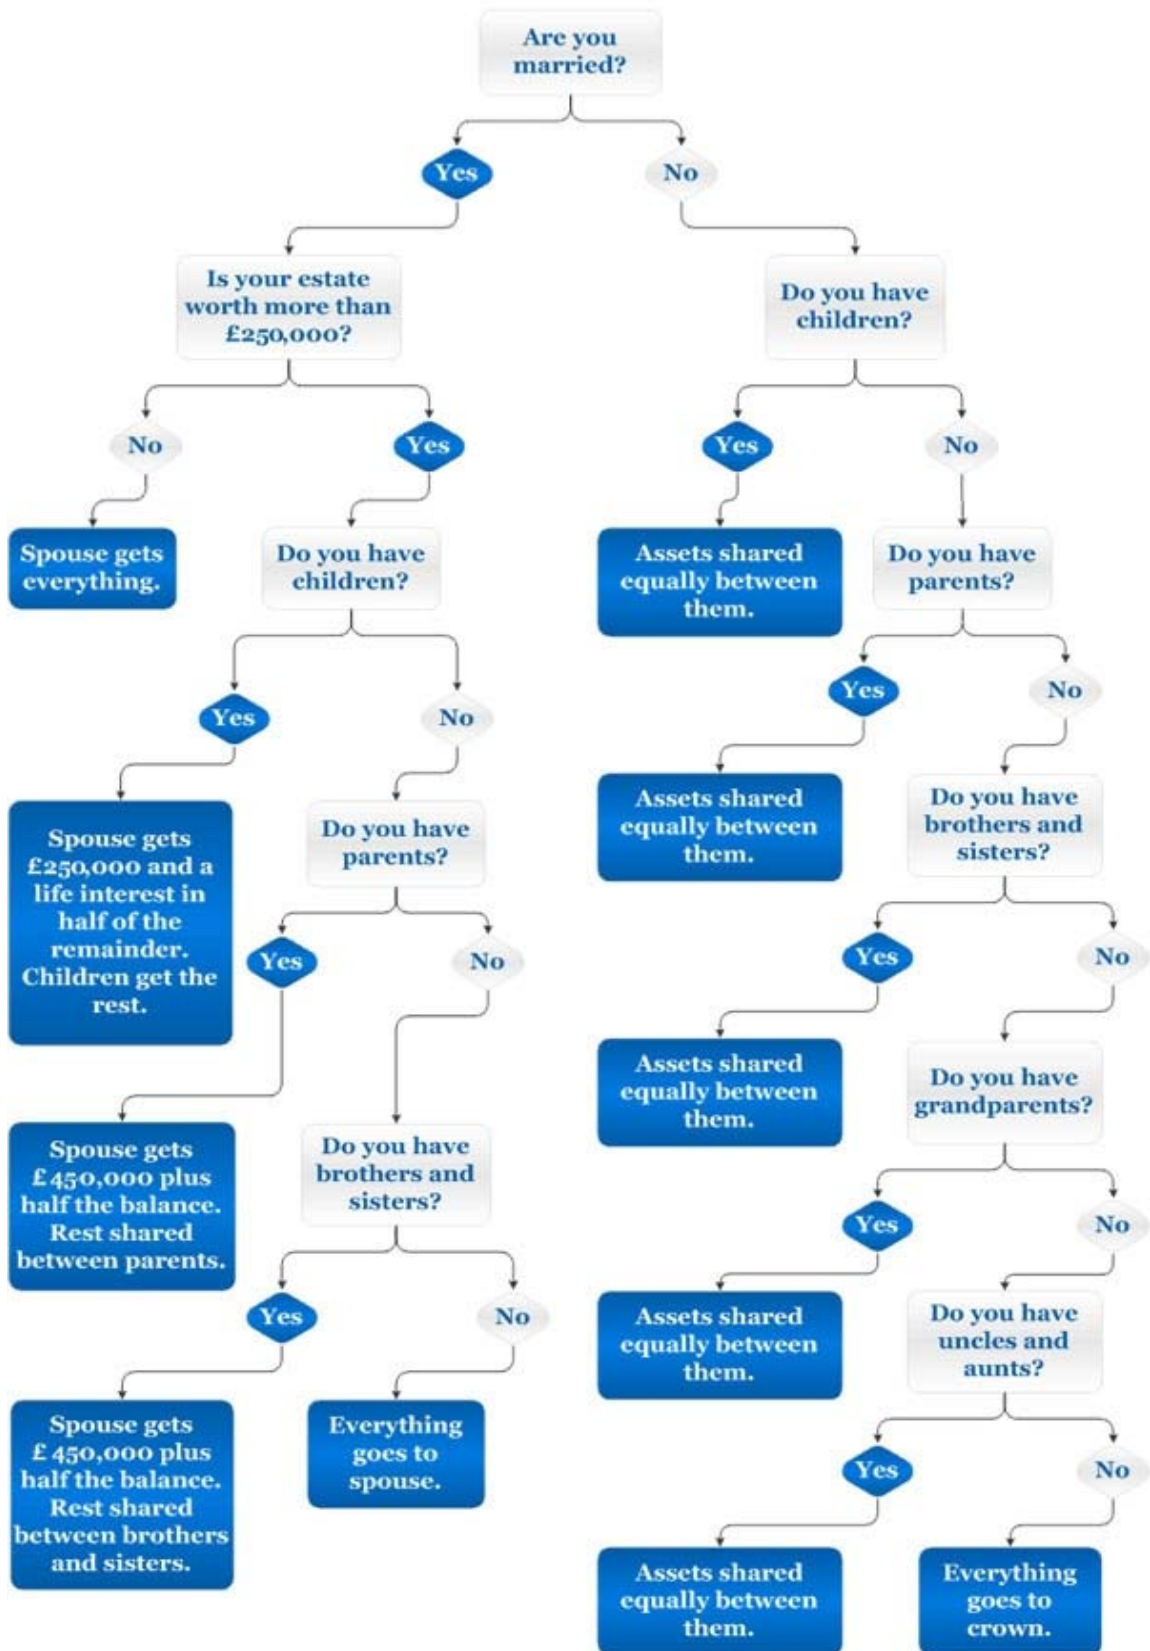 Are you
married?
Yes
No
Is your estate
worth more than
£250,000?
Do you have
children?
No
Yes
Yes
No
Spouse gets
everything.
Do you have
children?
Assets shared
equally between
them.
Do you have
parents?
Yes
No
Yes
No
Spouse gets
£250,000 and a
life interest in
half of the
remainder.
Children get the
rest.
Do you have
parents?
Assets shared
equally between
them.
Do you have
brothers and
sisters?
Yes
No
Yes
No
Spouse gets
£450,000 plus
half the balance.
Rest shared
between parents.
Do you have
brothers and
sisters?
Assets shared
equally between
them.
Do you have
grandparents?
Yes
No
Yes
No
Spouse gets
£450,000 plus
half the balance.
Rest shared
between brothers
and sisters.
Everything
goes to
spouse.
Assets shared
equally between
them.
Do you have
uncles and
aunts?
Yes
No
Assets shared
equally between
them.
Everything
goes to
crown.